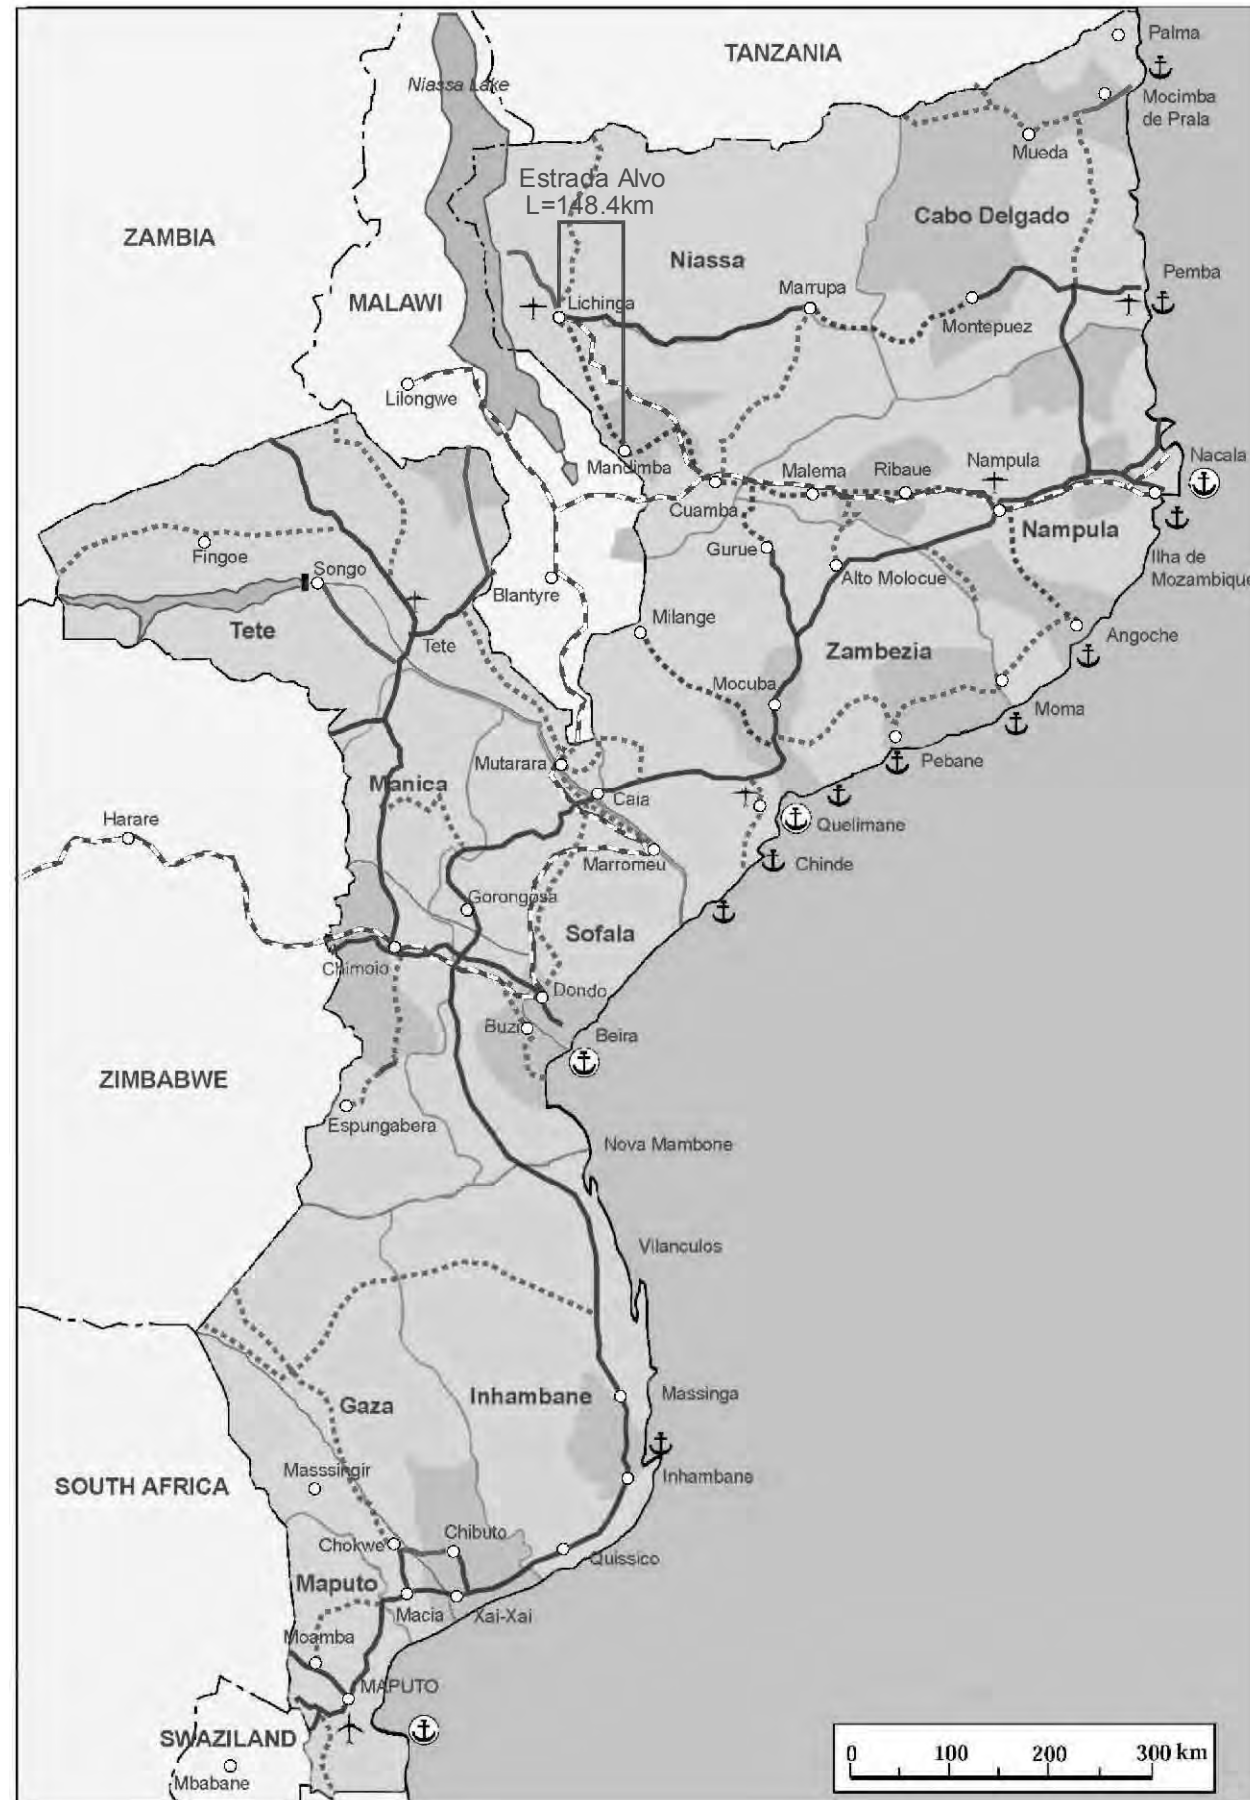 TANZANIA
Palma
Niassa Lake
Mocimba
de Prala
Mueda
Estrada Alvo
L=148.4km
Cabo Delgado
ZAMBIA
Niassa
Pemba
MALAWI
Lichinga
Marrupa
Montepuez
Lilongwe
Mandimba
Malema
Ribaue
Nampula
Nacala
Cuamba
Nampula
Fingoe
Gurue
Ilha de
Mozambique
Songo
Alto Molocue
Blantyre
Milange
Angoche
Tete
Tete
Zambezia
Mocuba
Moma
Mutarara
Pebane
Manica
Caia
Harare
Quelimane
Marromeu
Chinde
Gorongosa
Sofala
Chimoio
Dondo
Buzi
Beira
ZIMBABWE
Espungabera
Nova Mambone
Vilanculos
Gaza
Inhambane
Massinga
Masssingir
SOUTH AFRICA
Inhambane
Chokwe
Chibuto
Quissico
Maputo
Macia
Xai-Xai
Moamba
MAPUTO
SWAZILAND
Mbabane
0 100 200 300 km